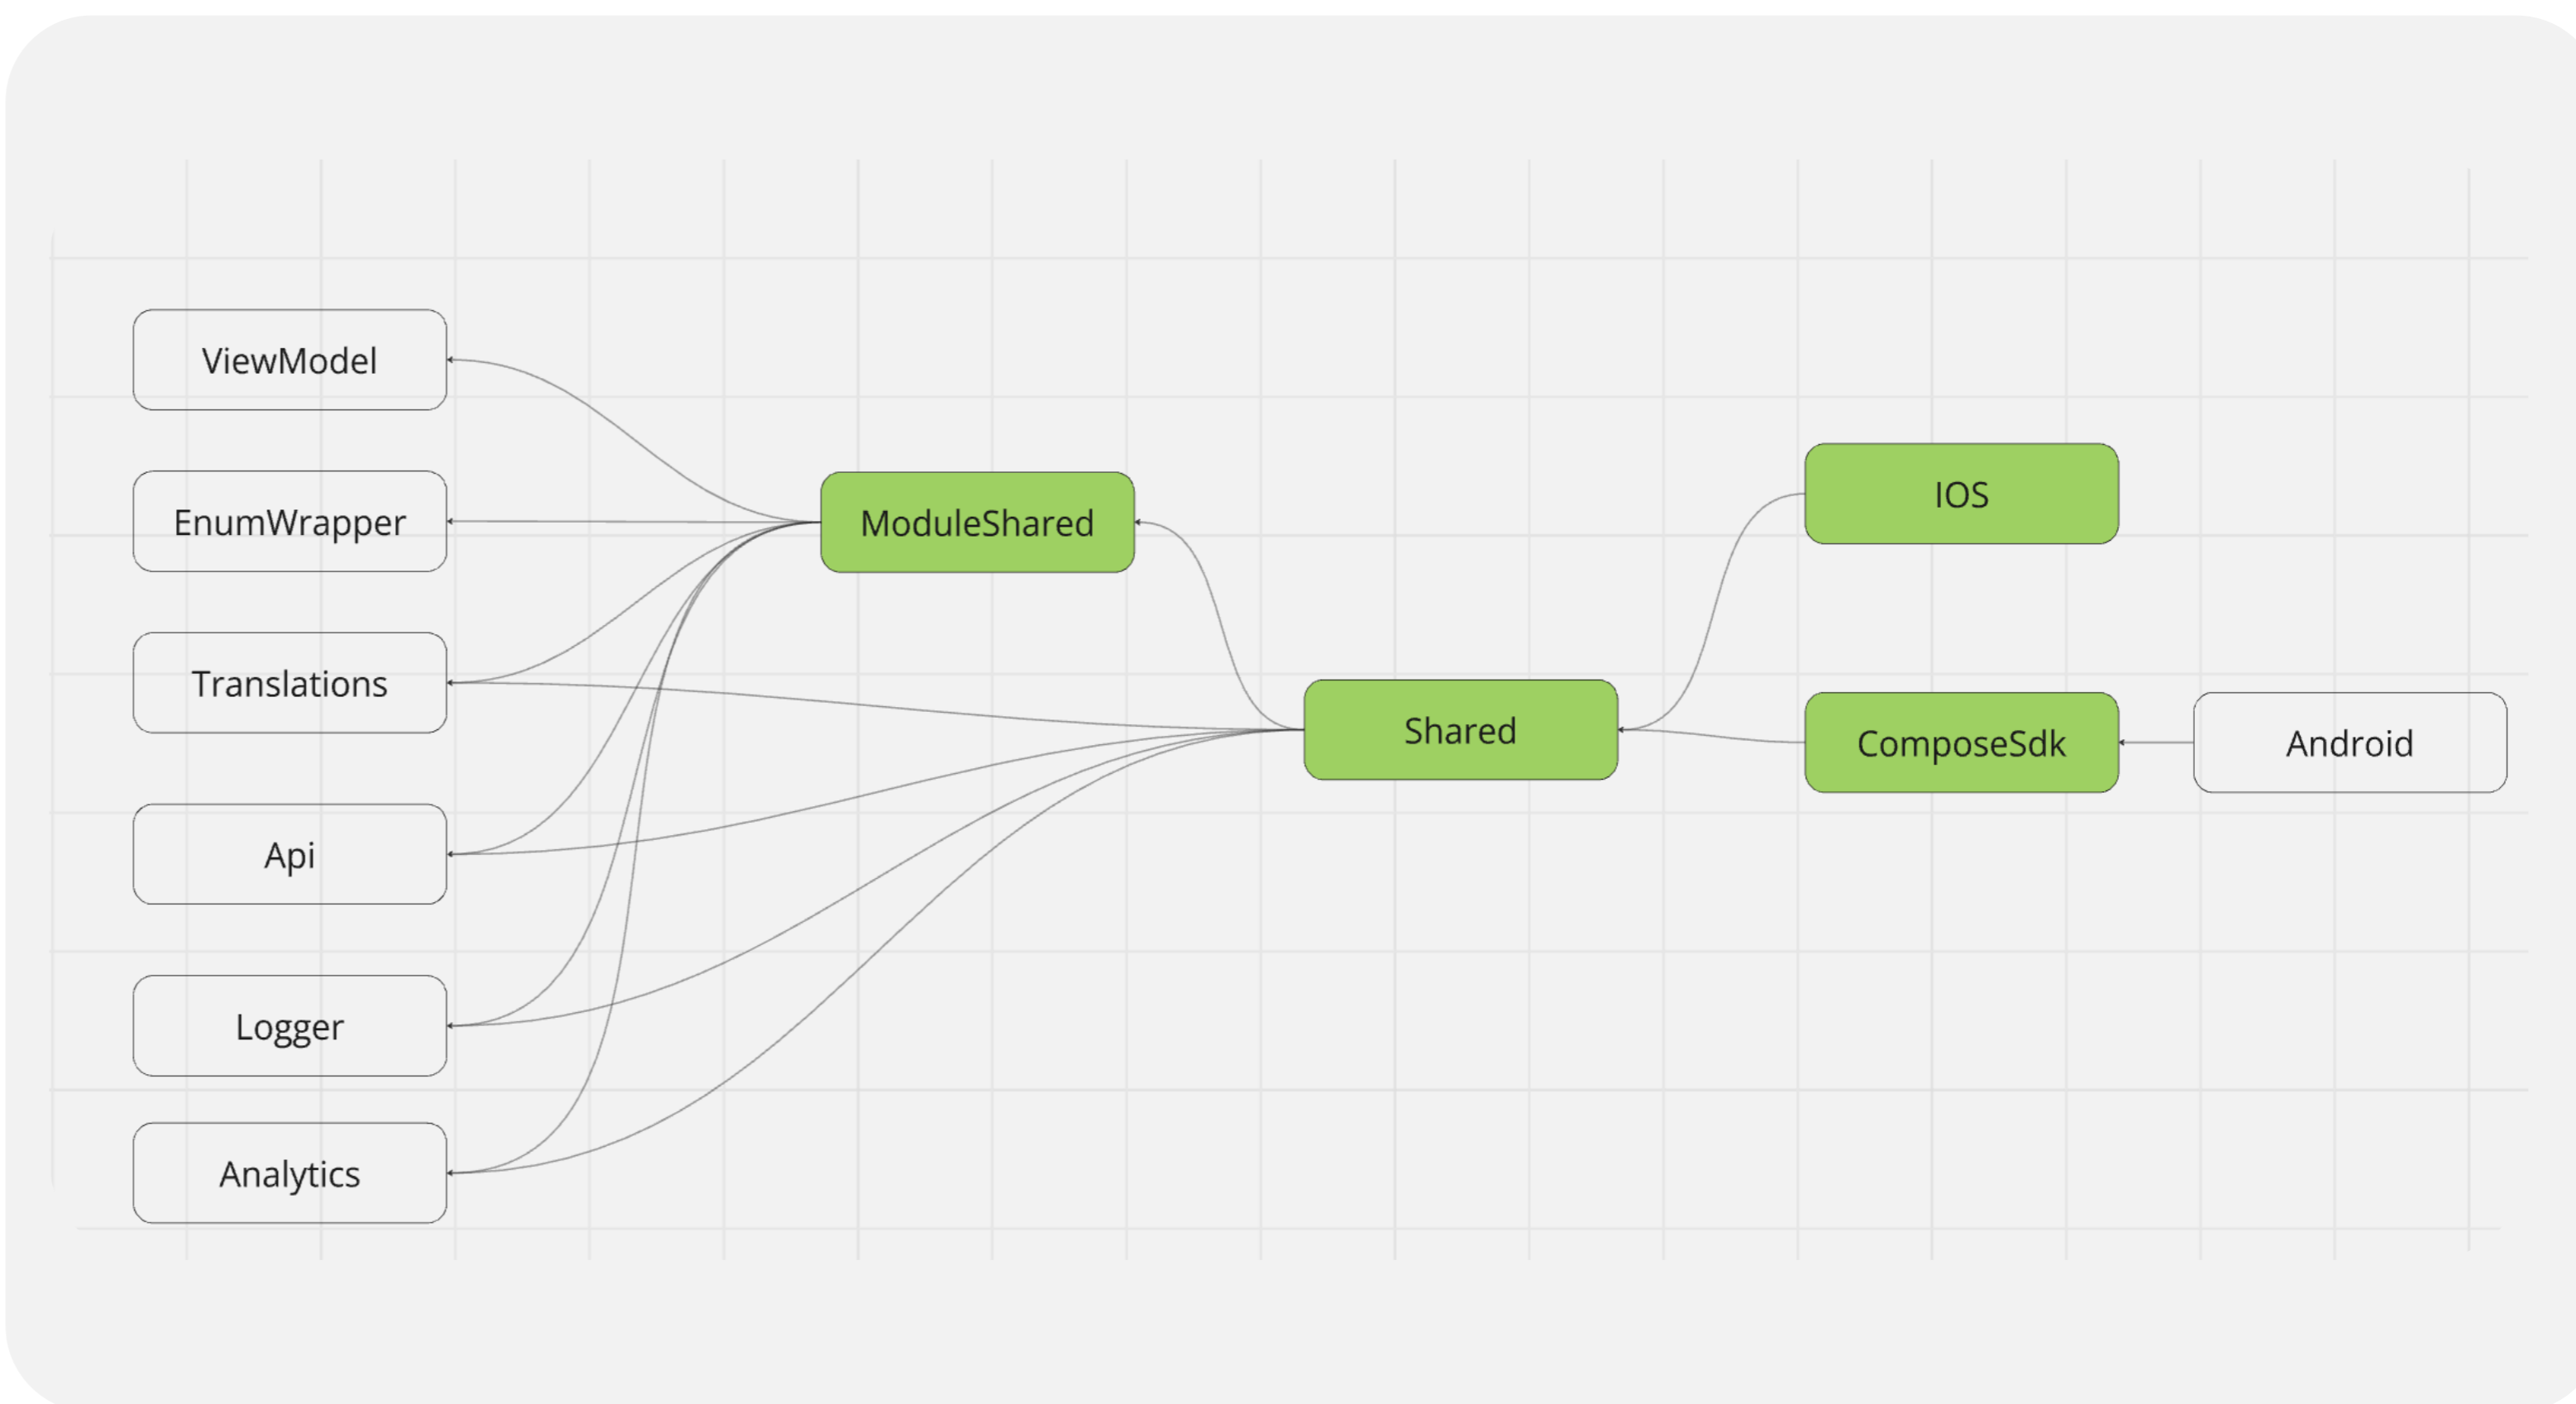 ViewModel
EnumWrapper
Translations
Api
Logger
Analytics
ModuleShared
Shared
IOS
ComposeSdk
Android